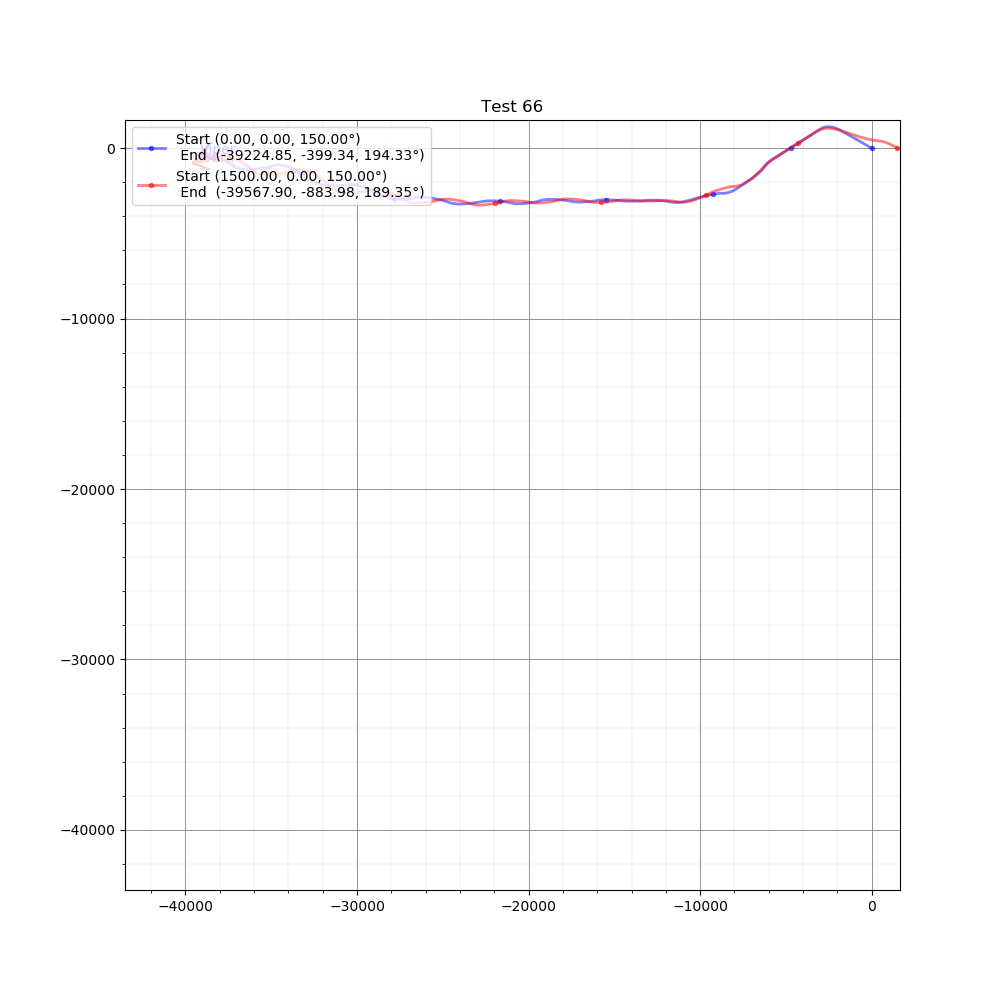 Test 66
Start (0.00, 0.00, 150.00°)
End  (-39224.85, -399.34, 194.33°)
Start (1500.00, 0.00, 150.00°)
End  (-39567.90, -883.98, 189.35°)
0
−10000
−20000
−30000
−40000
−40000 −30000 −20000 −10000 0